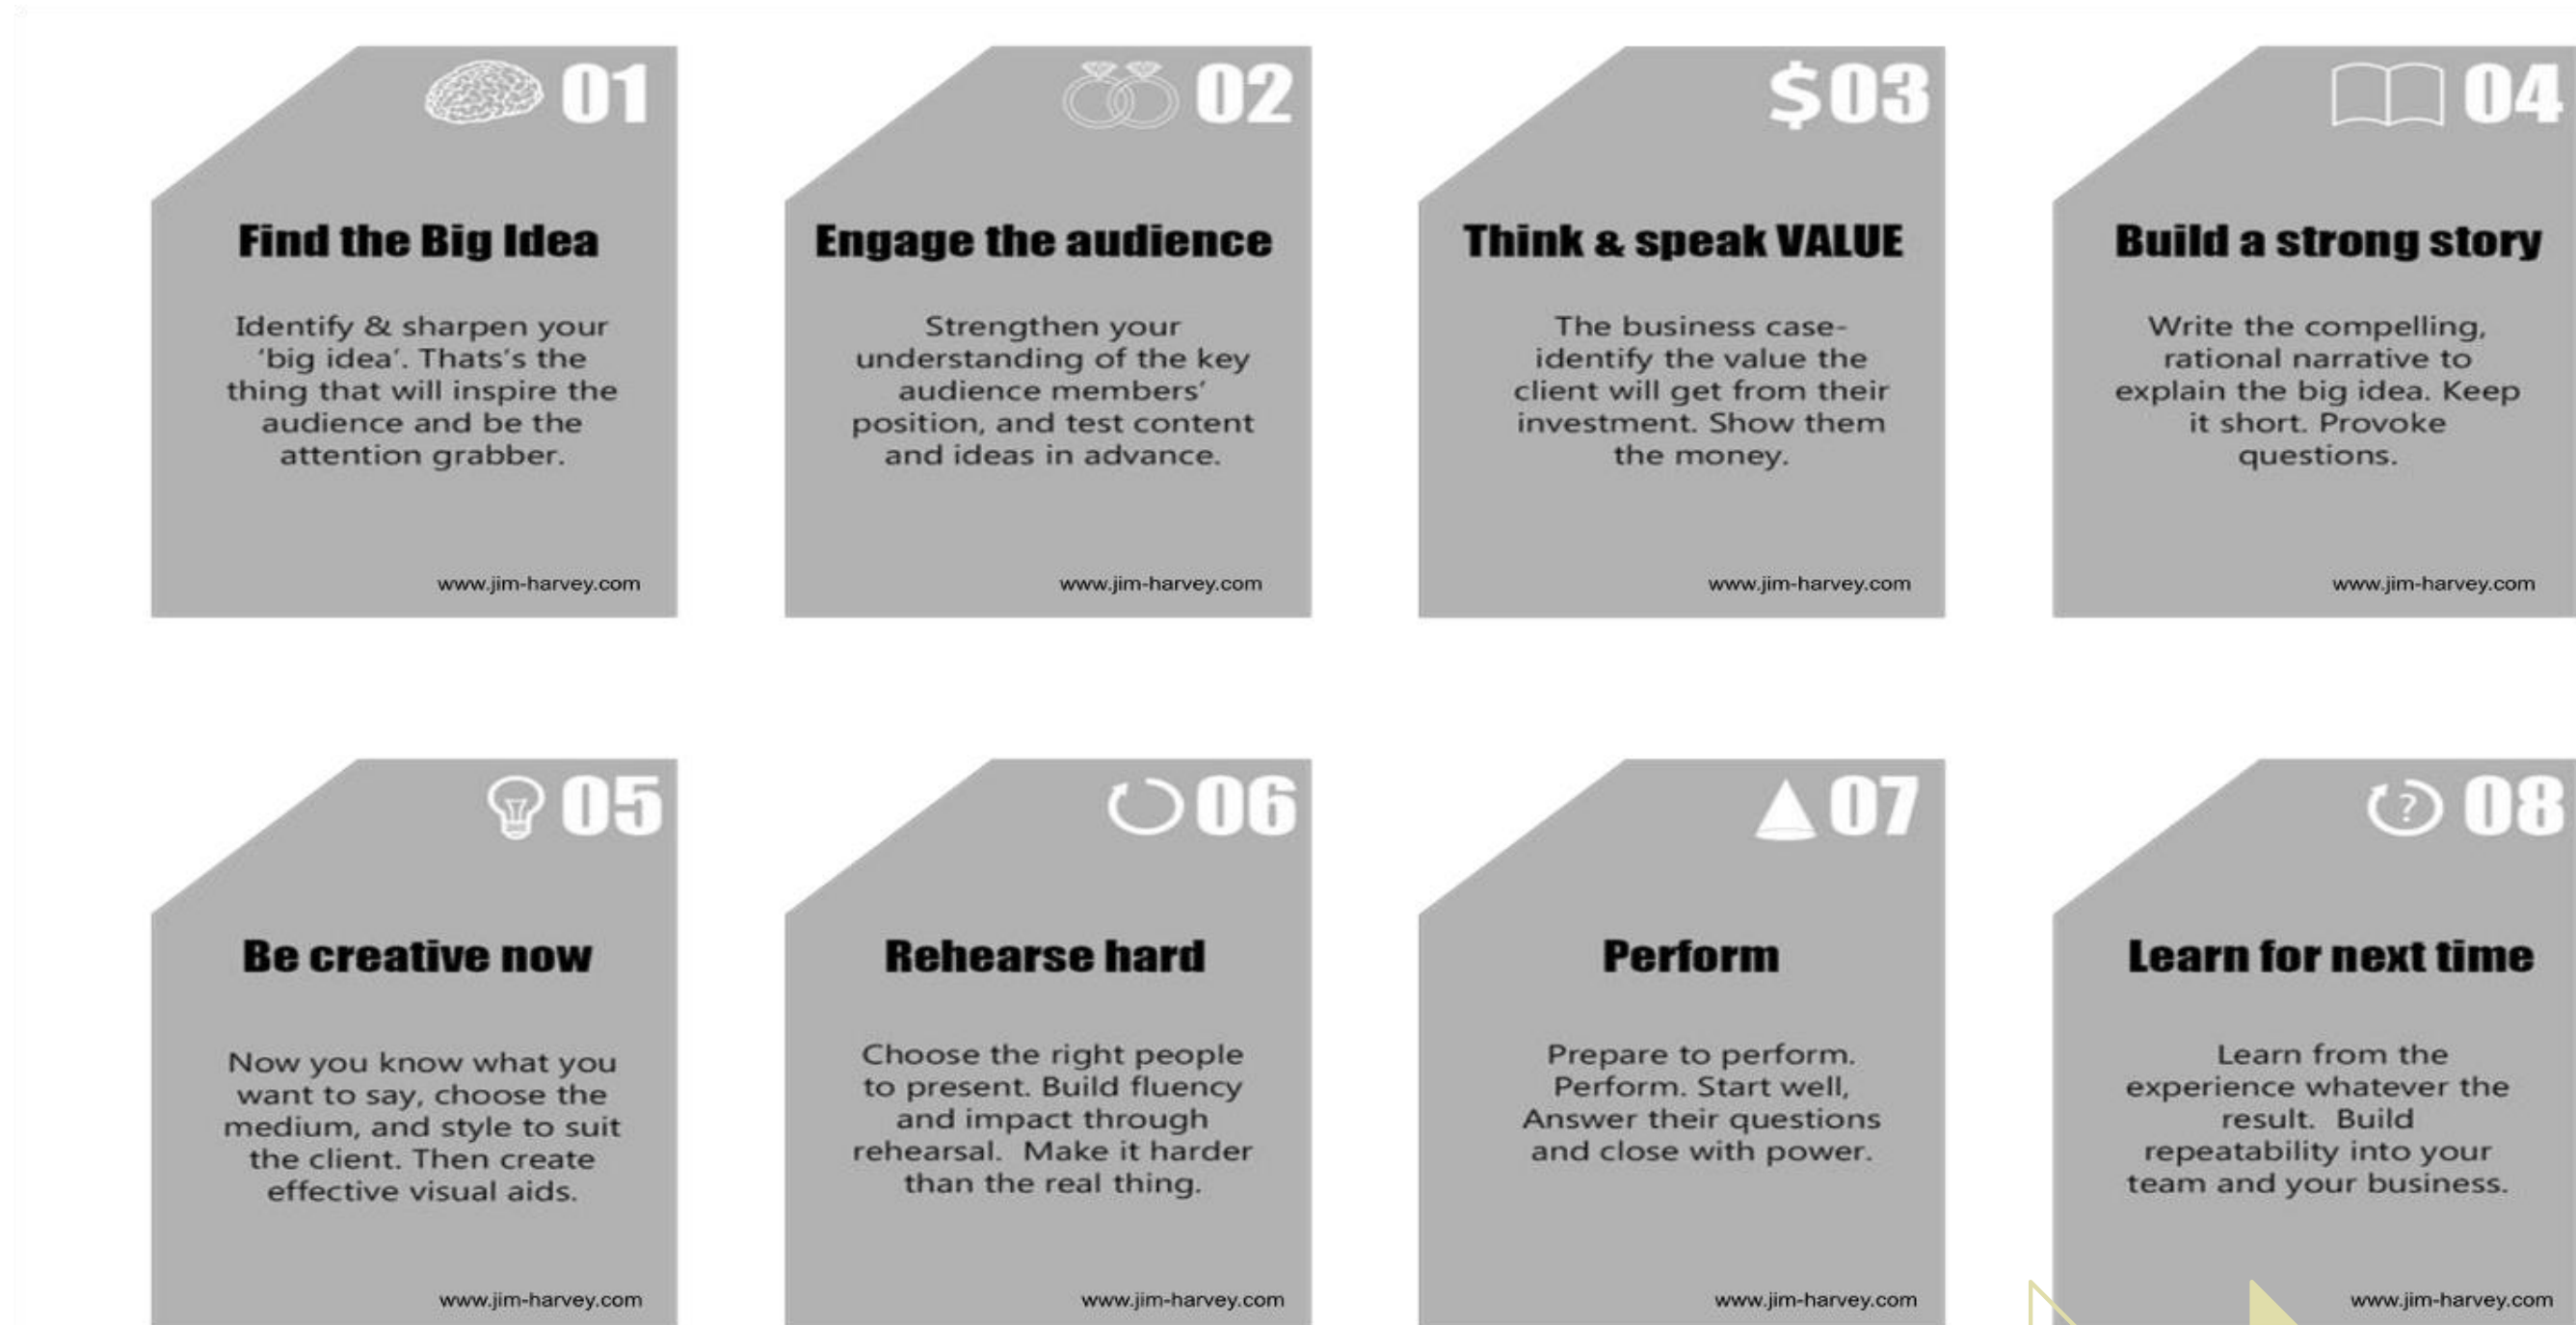 01
Find the Big Idea
Identify & sharpen your
‘big idea’. Thats’s the
thing that will inspire the
audience and be the
attention grabber.
www.jim-harvey.com
02
Engage the audience
Strengthen your
understanding of the key
audience members’
position, and test content
and ideas in advance.
www.jim-harvey.com
$03
Think & speak VALUE
The business case-
identify the value the
client will get from their
investment. Show them
the money.
www.jim-harvey.com
04
Build a strong story
Write the compelling,
rational narrative to
explain the big idea. Keep
it short. Provoke
questions.
www.jim-harvey.com
05
Be creative now
Now you know what you
want to say, choose the
medium, and style to suit
the client. Then create
effective visual aids.
www.jim-harvey.com
06
Rehearse hard
Choose the right people
to present. Build fluency
and impact through
rehearsal.  Make it harder
than the real thing.
www.jim-harvey.com
07
Perform
Prepare to perform.
Perform. Start well,
Answer their questions
and close with power.
www.jim-harvey.com
? 08
Learn for next time
Learn from the
experience whatever the
result.  Build
repeatability into your
team and your business.
www.jim-harvey.com